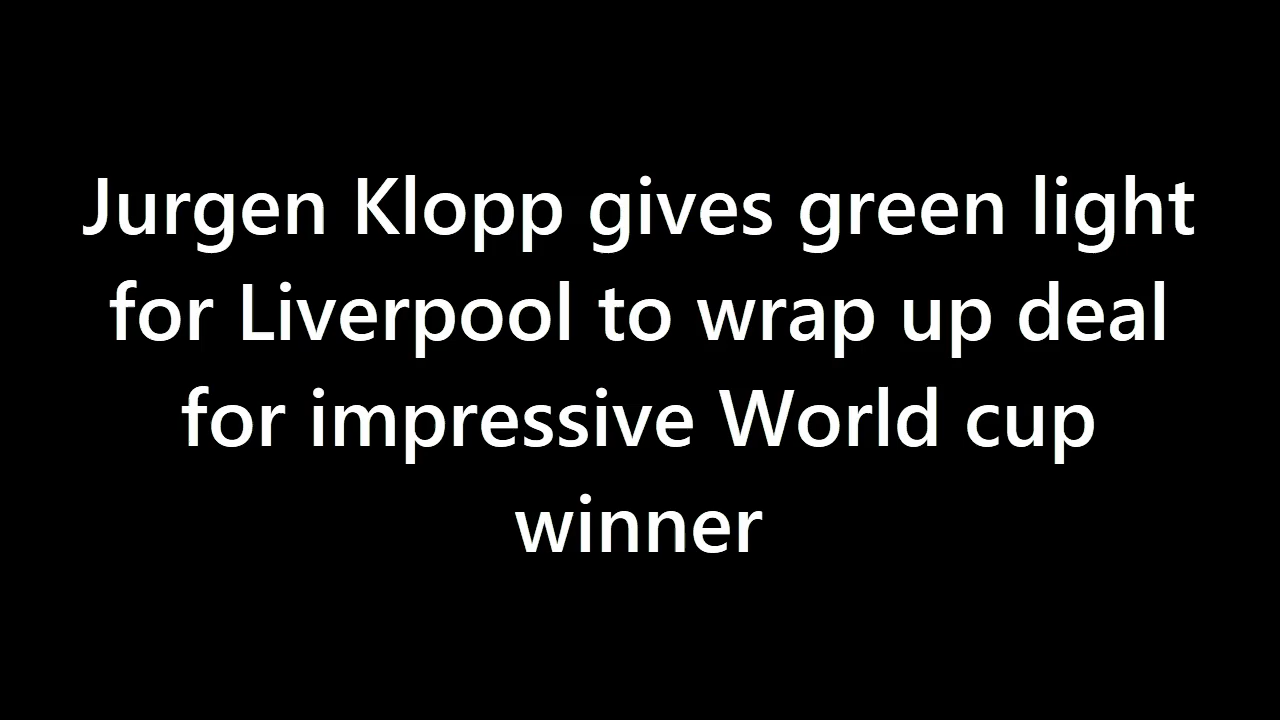 Jurgen Klopp gives green light
for Liverpool to wrap up deal
for impressive World cup
winner